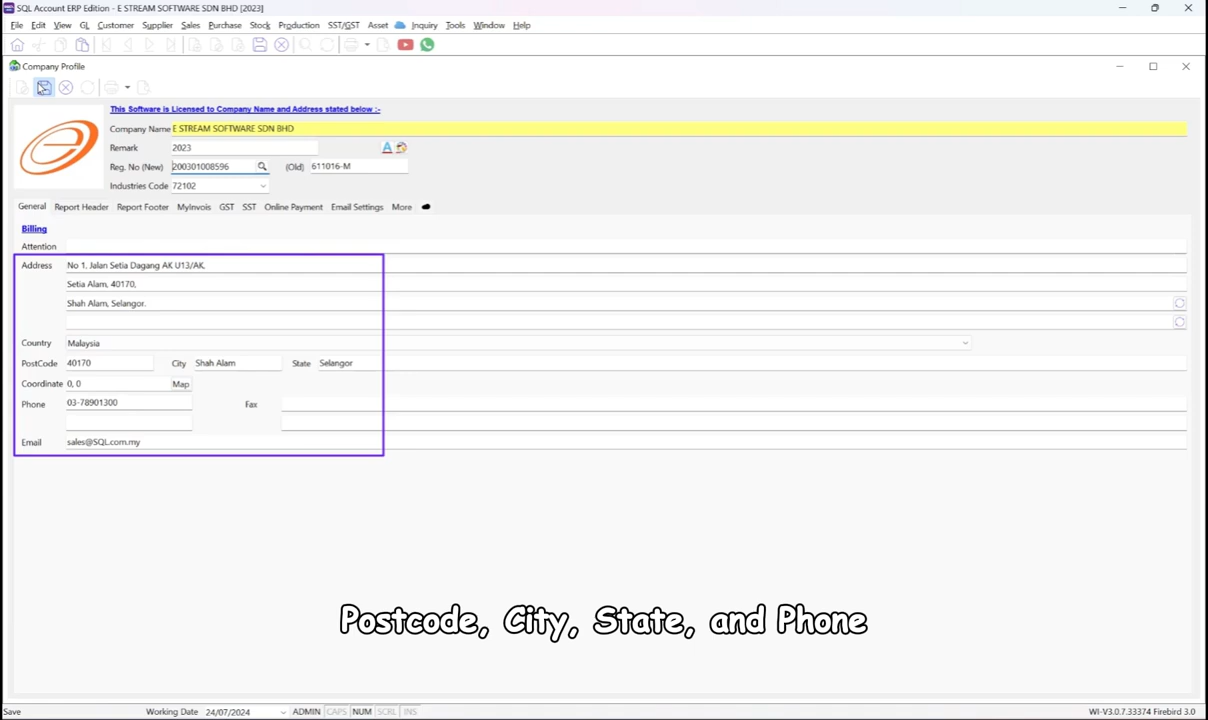 SQL Account ERP Edition - E STREAM SOFTWARE SDN BHD [2023]
File Edit View GL Customer Supplier Sales Purchase Stock Production SST/GST Asset Inquiry Tools Window Help
Company Profile
This Software is Licensed to Company Name and Address stated below :-
Company Name E STREAM SOFTWARE SDN BHD
Remark 2023
Reg. No (New) 200301008596 (Old) 611016-M
Industries Code 72102
General Report Header Report Footer MyInvois GST SST Online Payment Email Settings More
Billing
Attention
Address No 1, Jalan Setia Dagang AK U13/AK,
Setia Alam, 40170,
Shah Alam, Selangor.
Country Malaysia
PostCode 40170 City Shah Alam State Selangor
Coordinate 0, 0 Map
Phone 03-78901300 Fax
Email sales@SQL.com.my
Postcode, City, State, and Phone
Save Working Date 24/07/2024 ADMIN CAPS NUM SCRL INS WI-V3.0.7.33374 Firebird 3.0